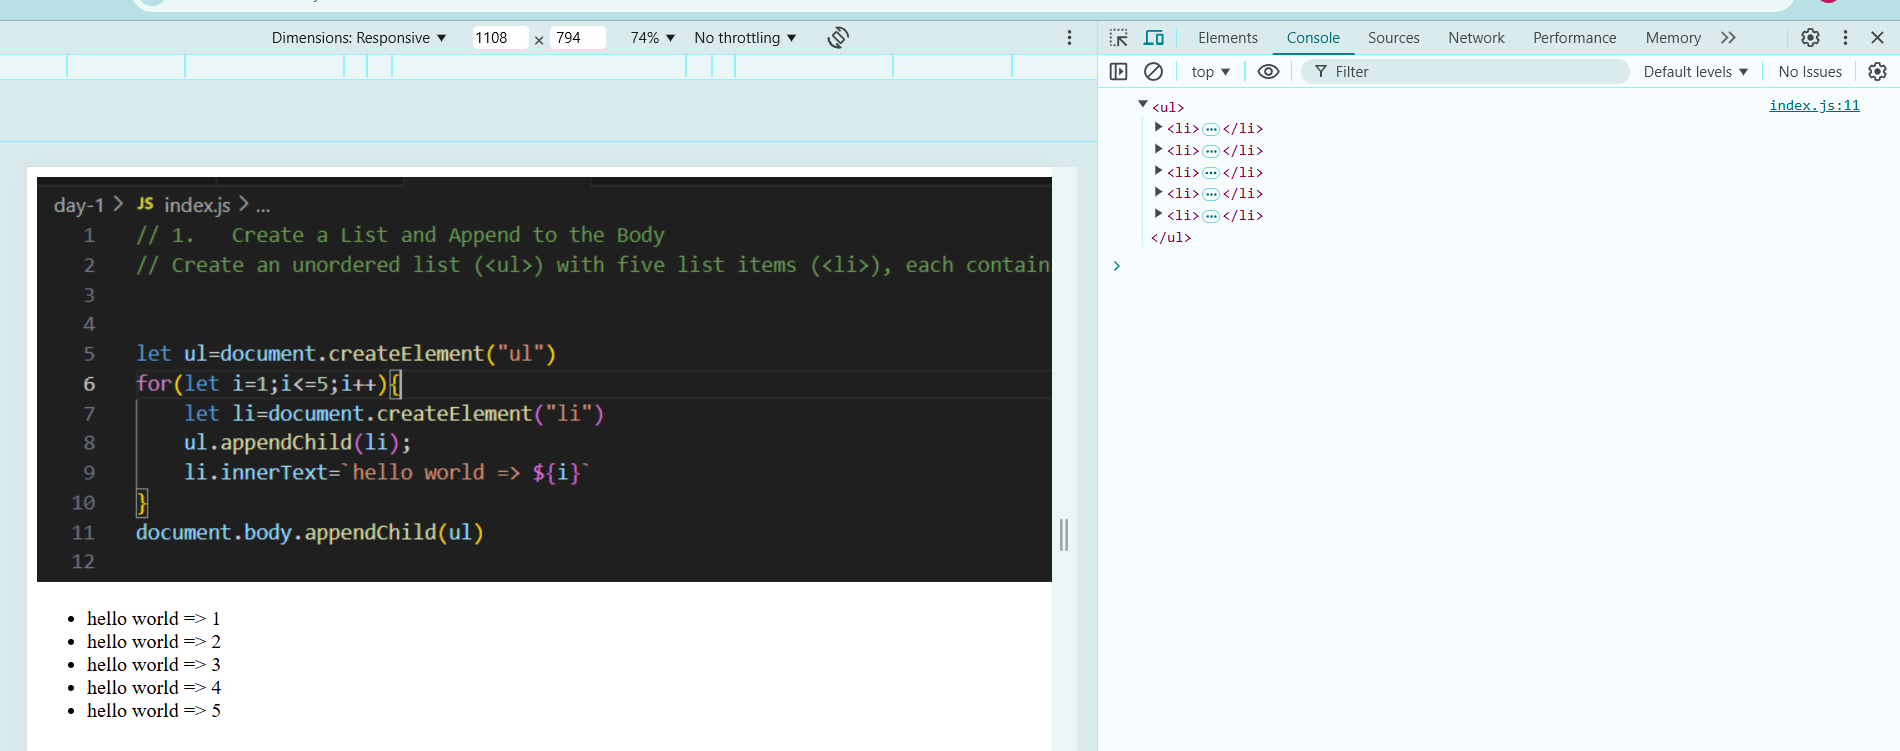 Dimensions: Responsive ▼ 1108 × 794 74% ▼ No throttling ▼
Elements Console Sources Network Performance Memory
top ▼ Filter Default levels ▼ No Issues
day-1 > JS index.js > ...
1 // 1.   Create a List and Append to the Body
2 // Create an unordered list (<ul>) with five list items (<li>), each contain
3
4
5 let ul=document.createElement("ul")
6 for(let i=1;i<=5;i++){
7     let li=document.createElement("li")
8     ul.appendChild(li);
9     li.innerText=`hello world => ${i}`
10 }
11 document.body.appendChild(ul)
12
• hello world => 1
• hello world => 2
• hello world => 3
• hello world => 4
• hello world => 5
▼<ul> index.js:11
▶<li>…</li>
▶<li>…</li>
▶<li>…</li>
▶<li>…</li>
▶<li>…</li>
</ul>
>